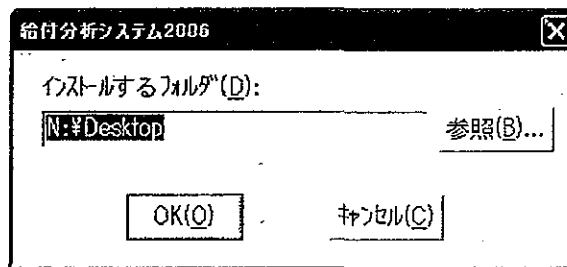 給付分析システム2006
インストールするフォルダ(D):
N:¥Desktop
参照(B)...
OK(O)
キャンセル(C)